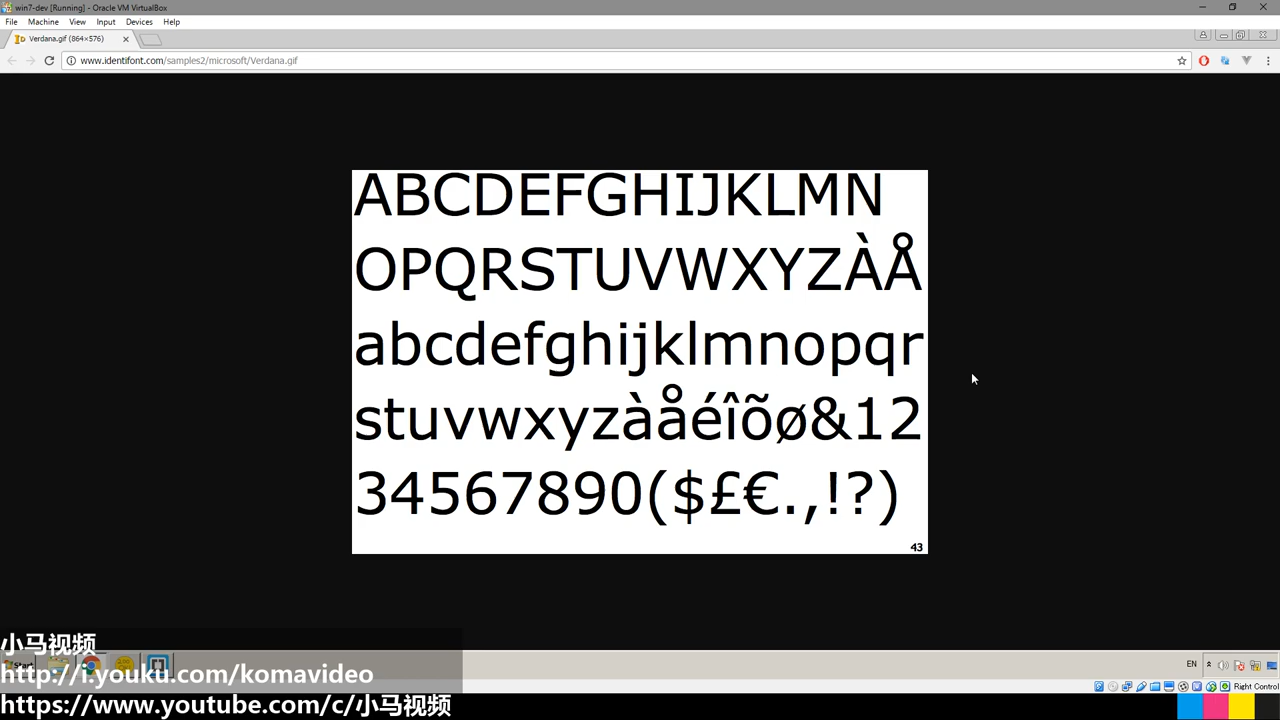 win7-dev [Running] - Oracle VM VirtualBox
File Machine View Input Devices Help
Verdana.gif (864×576)
www.identifont.com/samples2/microsoft/Verdana.gif
ABCDEFGHIJKLMN
OPQRSTUVWXYZÀÅ
abcdefghijklmnopqr
stuvwxyzàåéîõø&12
34567890($£€.,!?)
43
小马视频
Start
http://i.youku.com/komavideo
https://www.youtube.com/c/小马视频
EN
Right Control